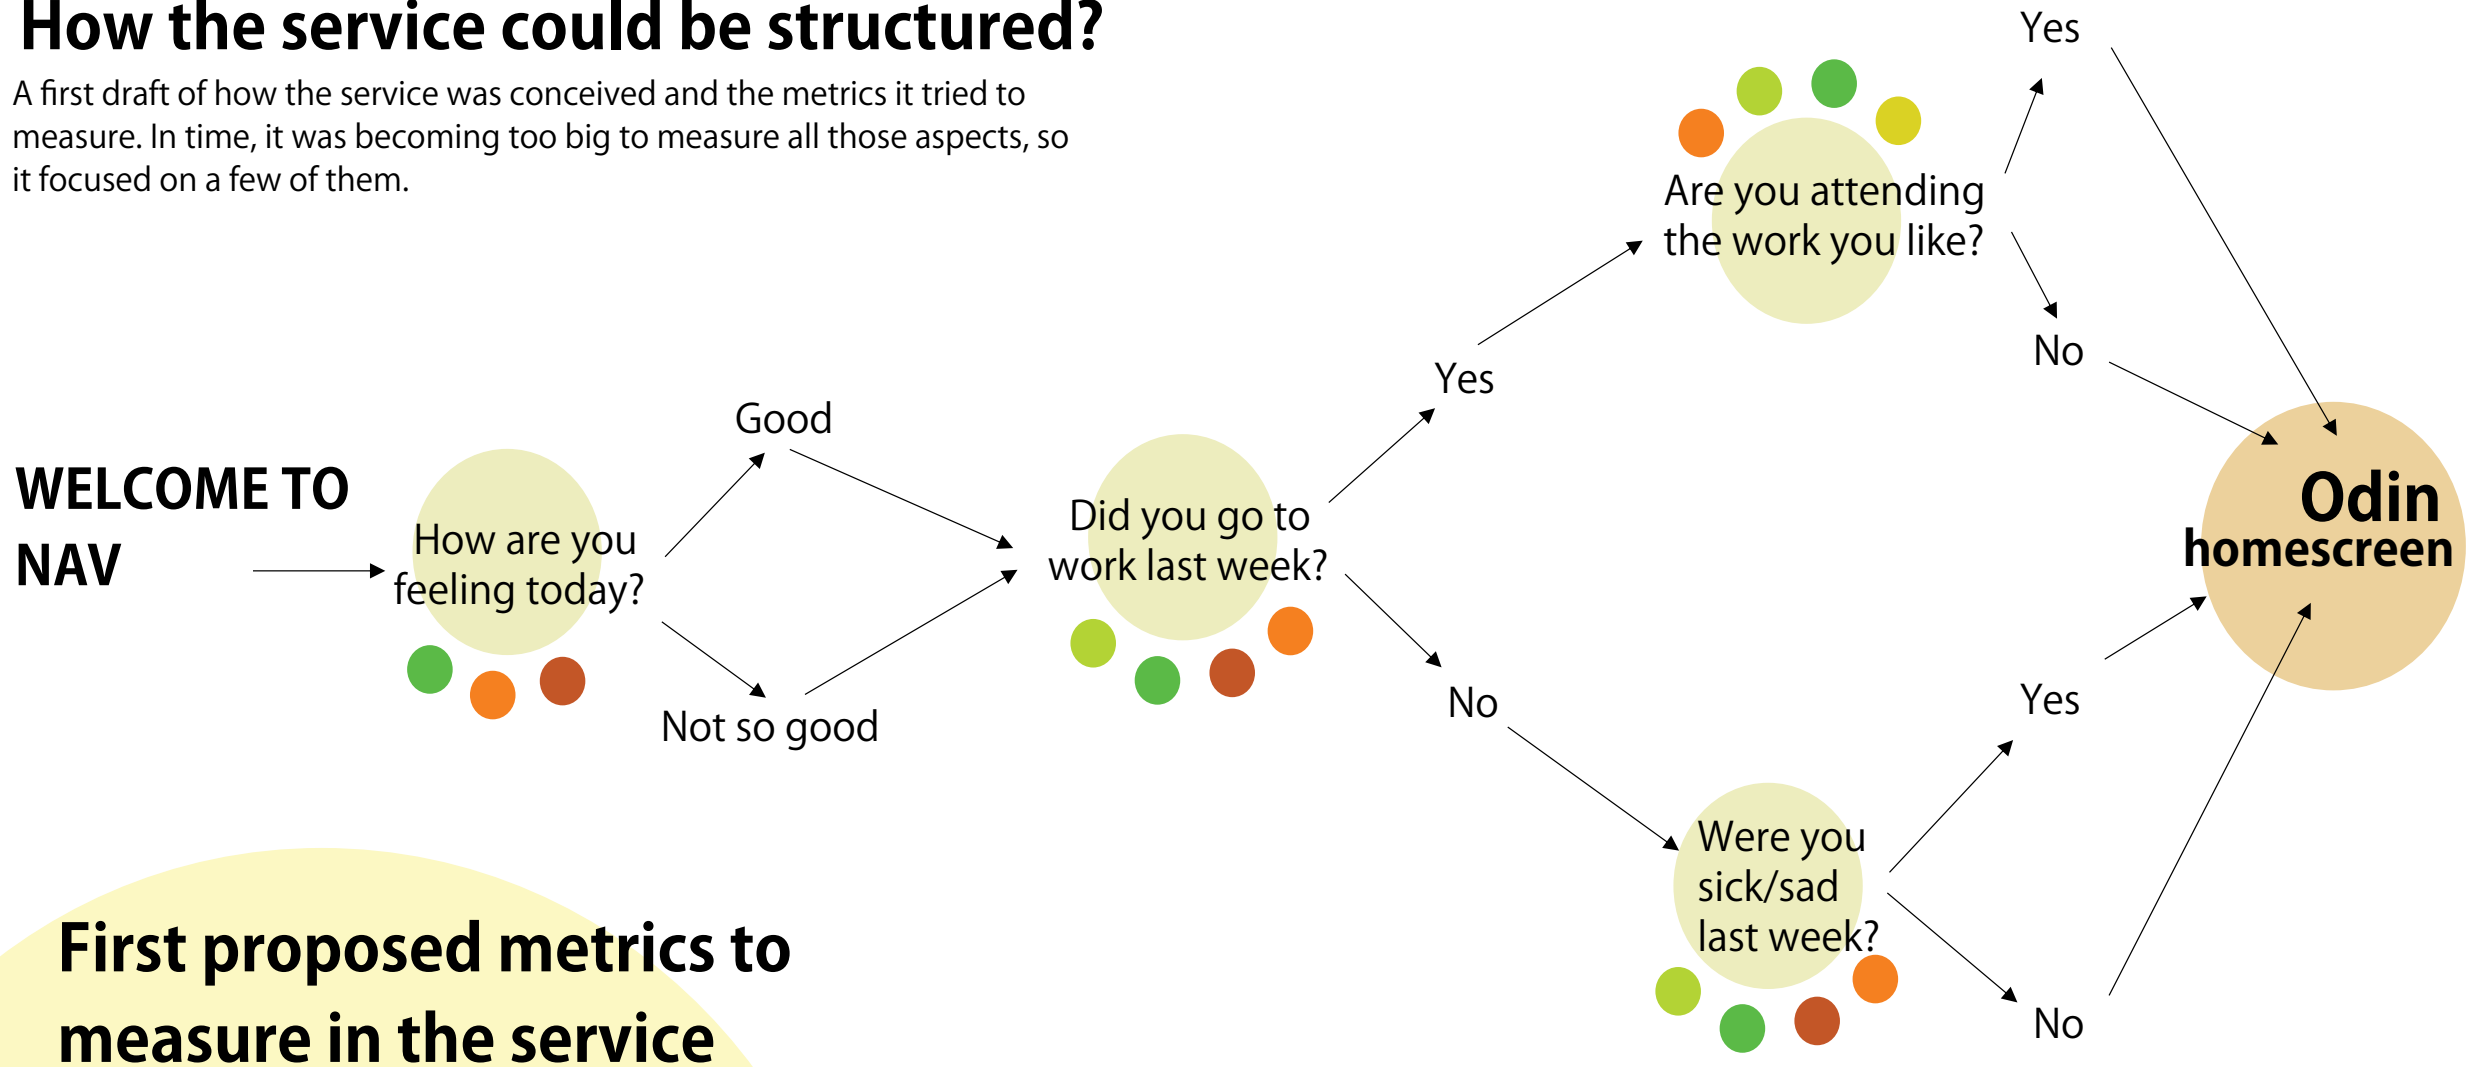 How the service could be structured?
A first draft of how the service was conceived and the metrics it tried to
measure. In time, it was becoming too big to measure all those aspects, so
it focused on a few of them.
WELCOME TO
NAV
How are you
feeling today?
Good
Not so good
Did you go to
work last week?
Yes
No
Are you attending
the work you like?
Yes
No
Were you
sick/sad
last week?
Yes
No
Odin
homescreen
First proposed metrics to
measure in the service